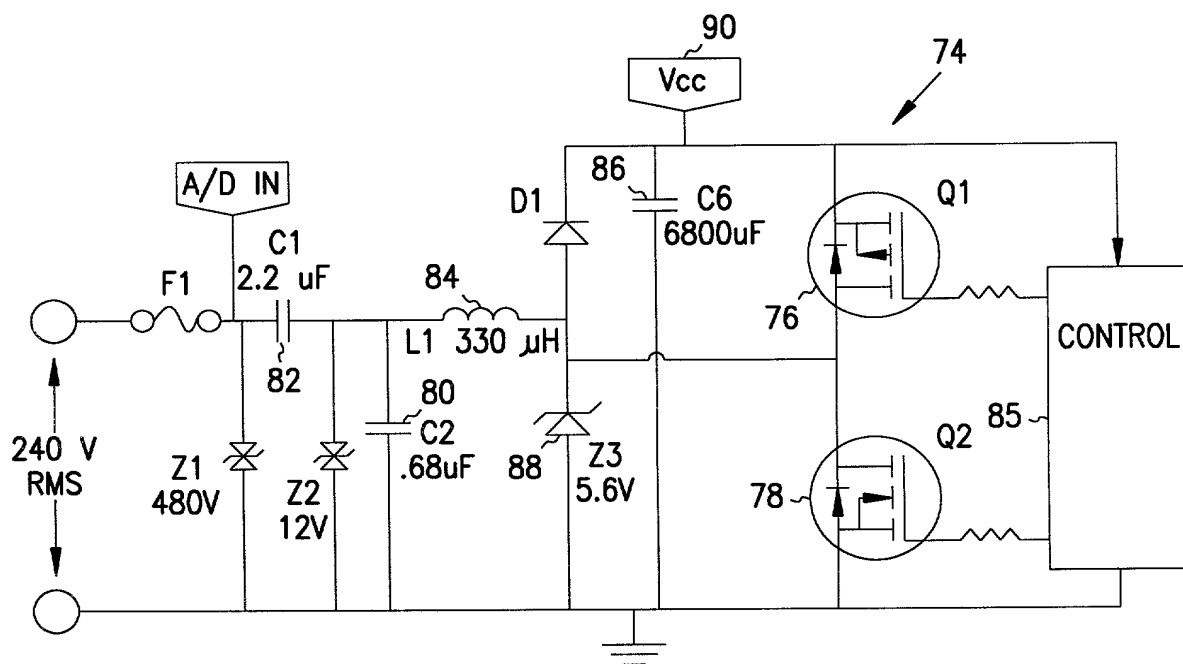 90
Vcc
74
A/D IN
86
C6
6800uF
D1
Q1
C1
2.2 uF
F1
84
L1 330 μH
76
CONTROL
82
80
C2
.68uF
85
240 V
RMS
Z1
480V
Z2
12V
88
Z3
5.6V
Q2
78